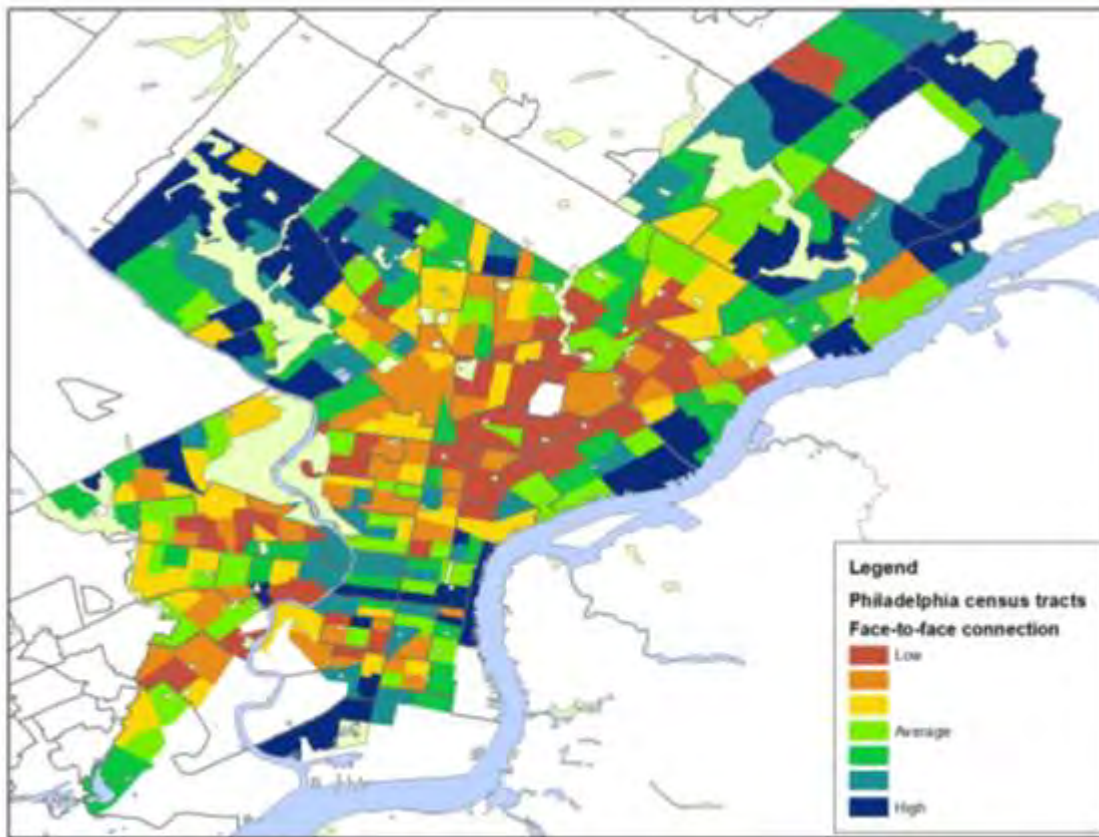 Legend
Philadelphia census tracts
Face-to-face connection
Low
Average
High